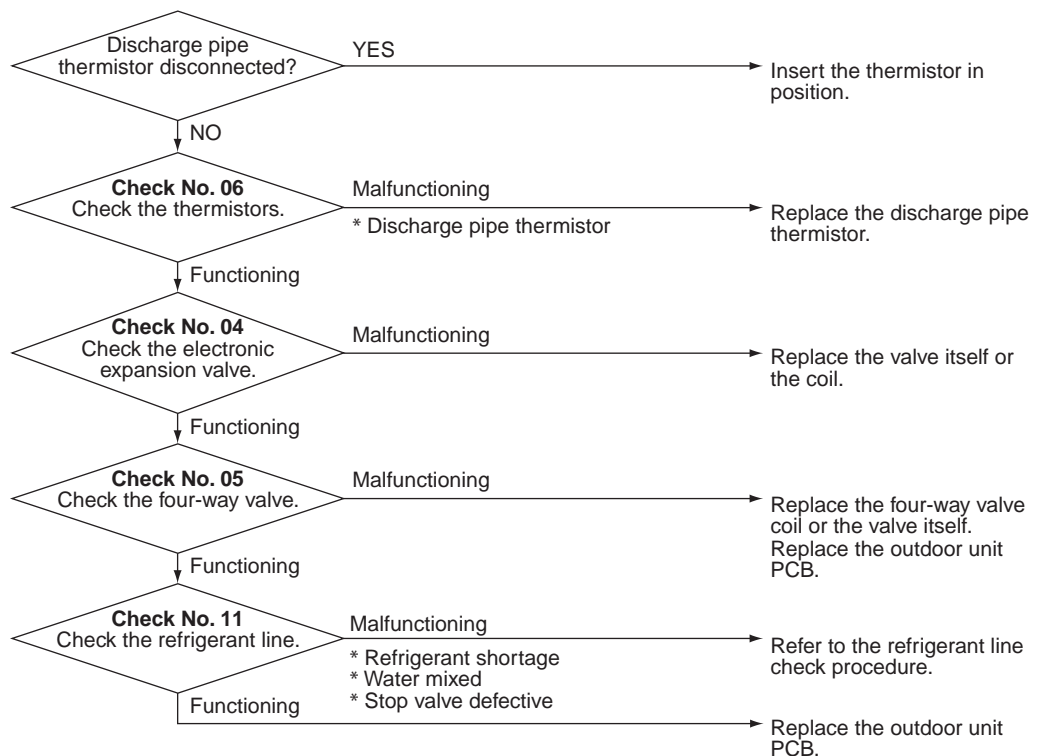 Discharge pipe
thermistor disconnected?
YES
Insert the thermistor in
position.
NO
Check No. 06
Check the thermistors.
Malfunctioning
* Discharge pipe thermistor
Replace the discharge pipe
thermistor.
Functioning
Check No. 04
Check the electronic
expansion valve.
Malfunctioning
Replace the valve itself or
the coil.
Functioning
Check No. 05
Check the four-way valve.
Malfunctioning
Replace the four-way valve
coil or the valve itself.
Replace the outdoor unit
PCB.
Functioning
Check No. 11
Check the refrigerant line.
Malfunctioning
* Refrigerant shortage
* Water mixed
* Stop valve defective
Refer to the refrigerant line
check procedure.
Functioning
Replace the outdoor unit
PCB.